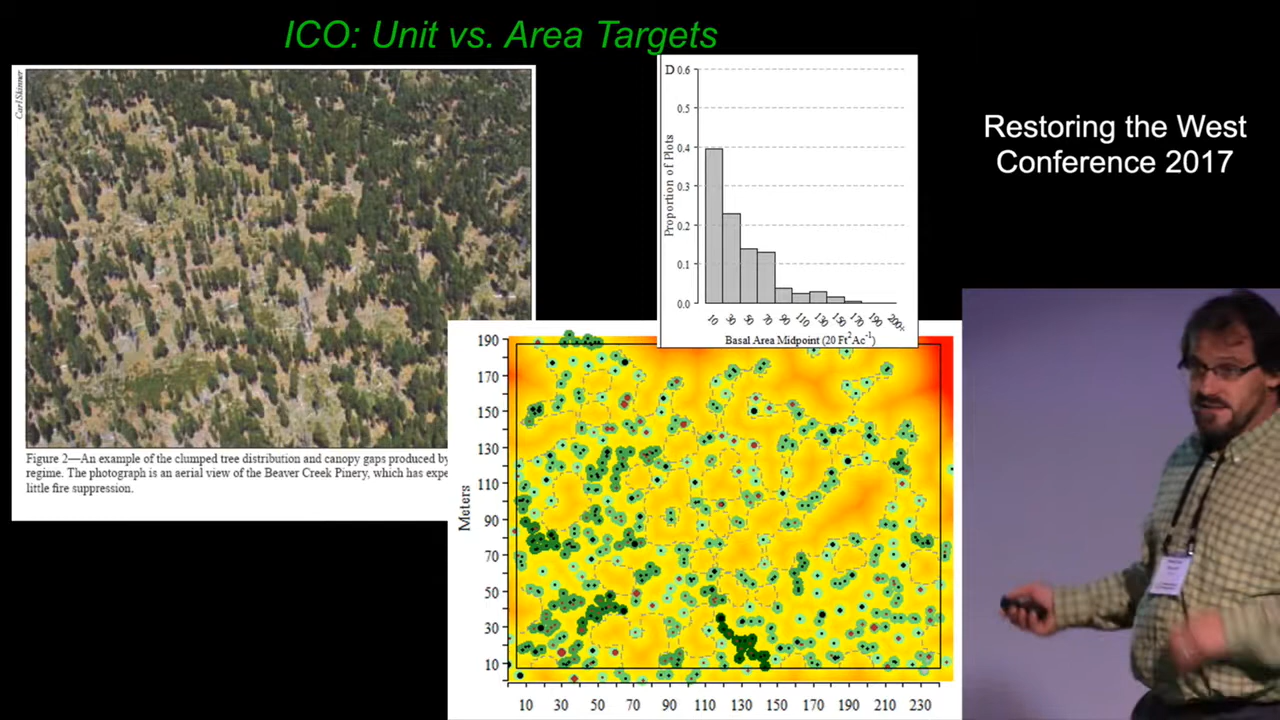 ICO: Unit vs. Area Targets
Carl Skinner
Figure 2—An example of the clumped tree distribution and canopy gaps produced by
regime. The photograph is an aerial view of the Beaver Creek Pinery, which has expe
little fire suppression.
D
Proportion of Plots
0.6
0.5
0.4
0.3
0.2
0.1
0.0
10 30 50 70 90 110 130 150 170 190 200+
Basal Area Midpoint (20 Ft2Ac-1)
Restoring the West
Conference 2017
Meters
190
170
150
130
110
90
70
50
30
10
10 30 50 70 90 110 130 150 170 190 210 230